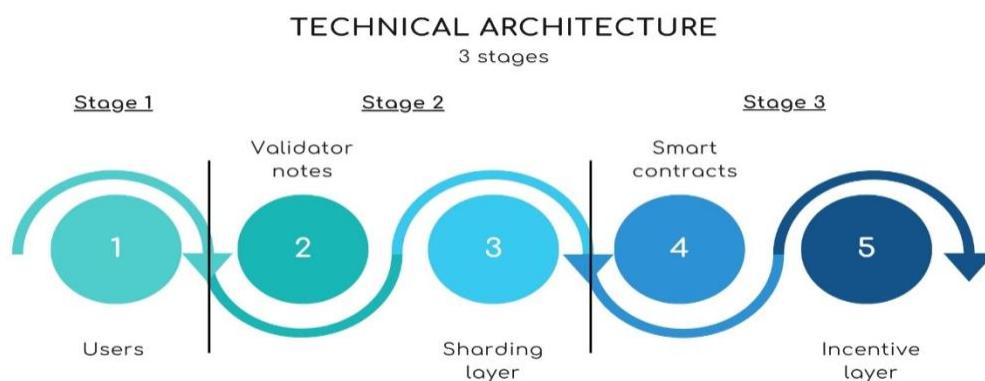 TECHNICAL ARCHITECTURE
3 stages
Stage 1
Stage 2
Stage 3
Validator
notes
Smart
contracts
1
2
3
4
5
Users
Sharding
layer
Incentive
layer